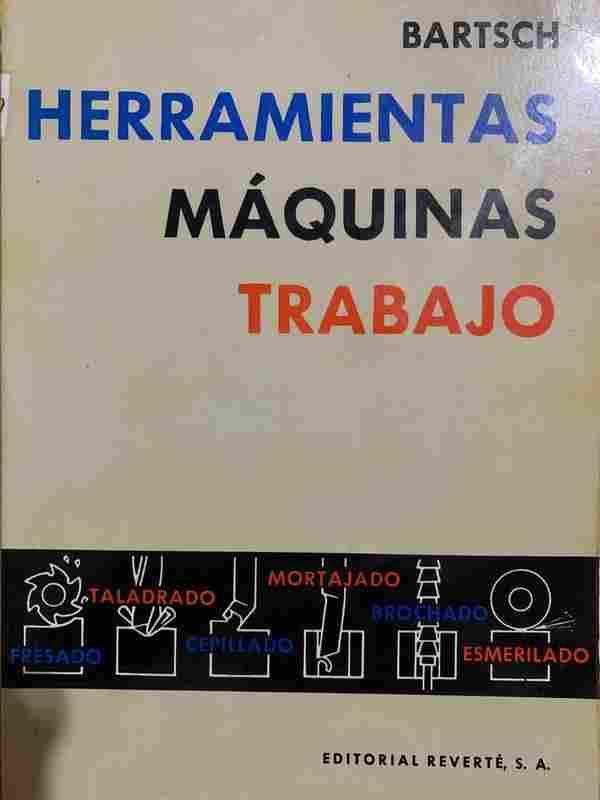 BARTSCH
HERRAMIENTAS
MÁQUINAS
TRABAJO
FRESADO
TALADRADO
CEPILLADO
MORTAJADO
BROCHADO
ESMERILADO
EDITORIAL REVERTÉ, S. A.